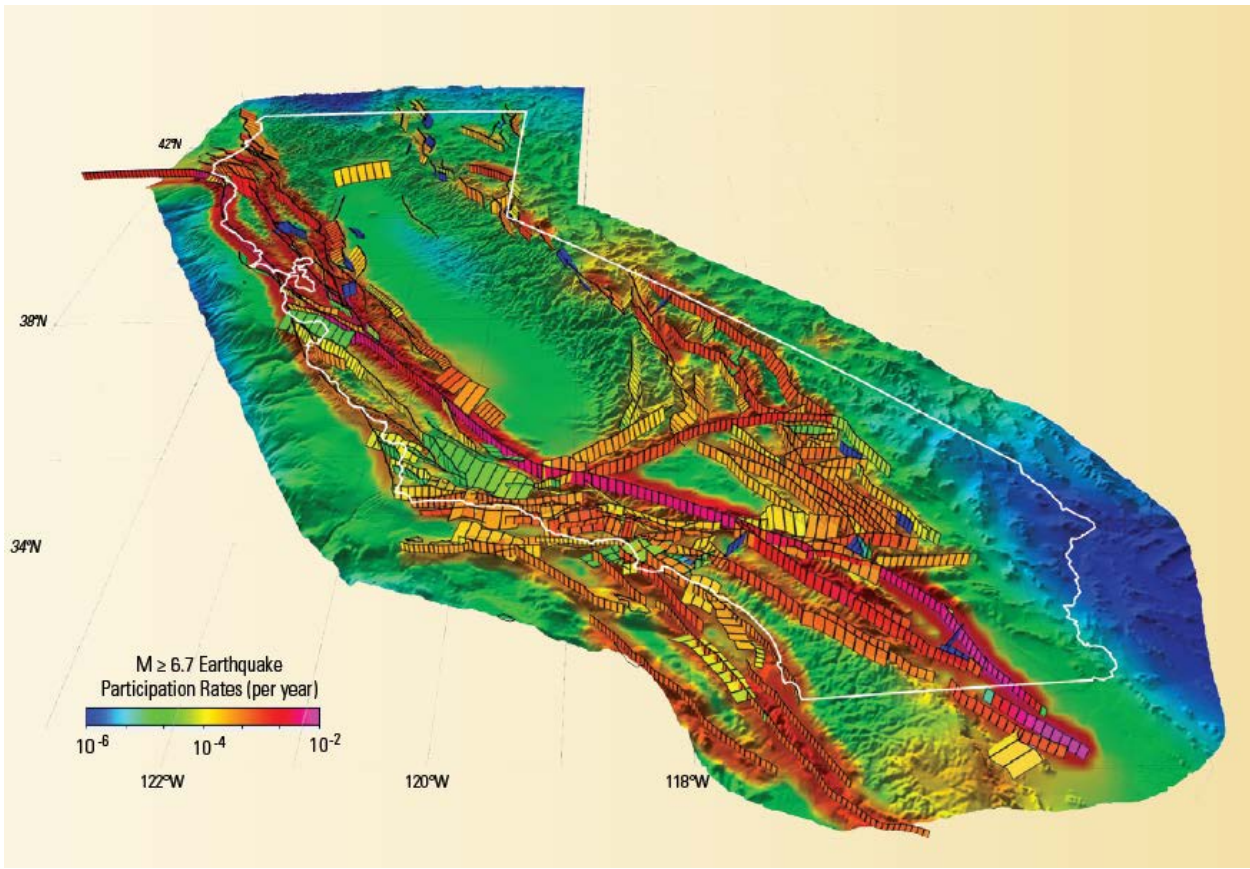 42°N
38°N
34°N
M ≥ 6.7 Earthquake
Participation Rates (per year)
10⁻⁶ 10⁻⁴ 10⁻²
122°W 120°W 118°W